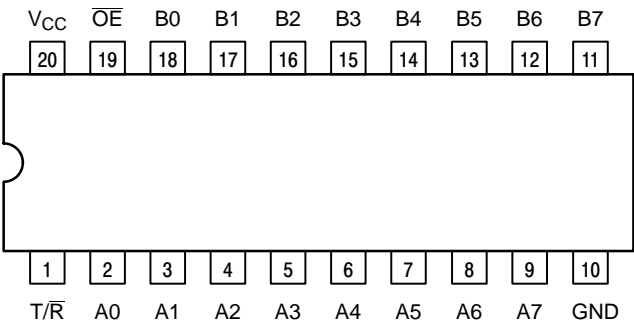 VCC OE B0 B1 B2 B3 B4 B5 B6 B7
20 19 18 17 16 15 14 13 12 11
1 2 3 4 5 6 7 8 9 10
T/R A0 A1 A2 A3 A4 A5 A6 A7 GND